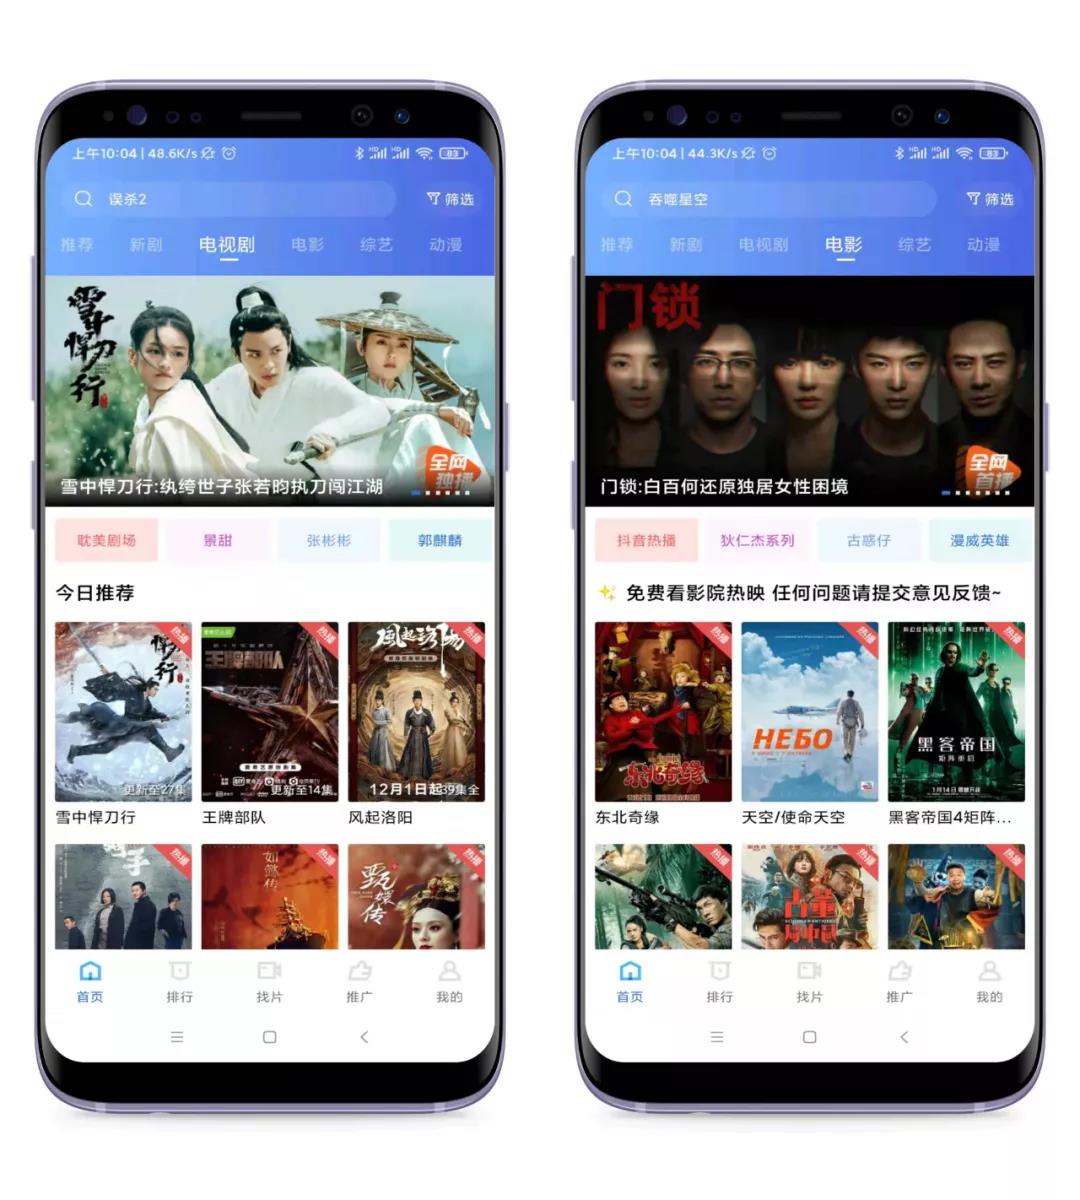 上午10:04 | 48.6K/s
83
误杀2
筛选
推荐 新剧 电视剧 电影 综艺 动漫
雪中悍刀行
全网
独播
雪中悍刀行:纨绔世子张若昀执刀闯江湖
耽美剧场 景甜 张彬彬 郭麒麟
今日推荐
热播
悍刀行
更新至27集
热播
王牌部队
更新至14集
热播
風起洛阳
12月1日起 39集全
雪中悍刀行 王牌部队 风起洛阳
热播
热播
如懿传
热播
甄嬛传
首页 排行 找片 推广 我的
上午10:04 | 44.3K/s
83
吞噬星空
筛选
推荐 新剧 电视剧 电影 综艺 动漫
门锁
全网
首播
门锁:白百何还原独居女性困境
抖音热播 狄仁杰系列 古惑仔 漫威英雄
免费看影院热映 任何问题请提交意见反馈~
热播
东北奇缘
热播
НЕБО
热播
黑客帝国
矩阵重启
1月14日
东北奇缘 天空/使命天空 黑客帝国4矩阵...
热播
热播
古董
局中局
热播
首页 排行 找片 推广 我的